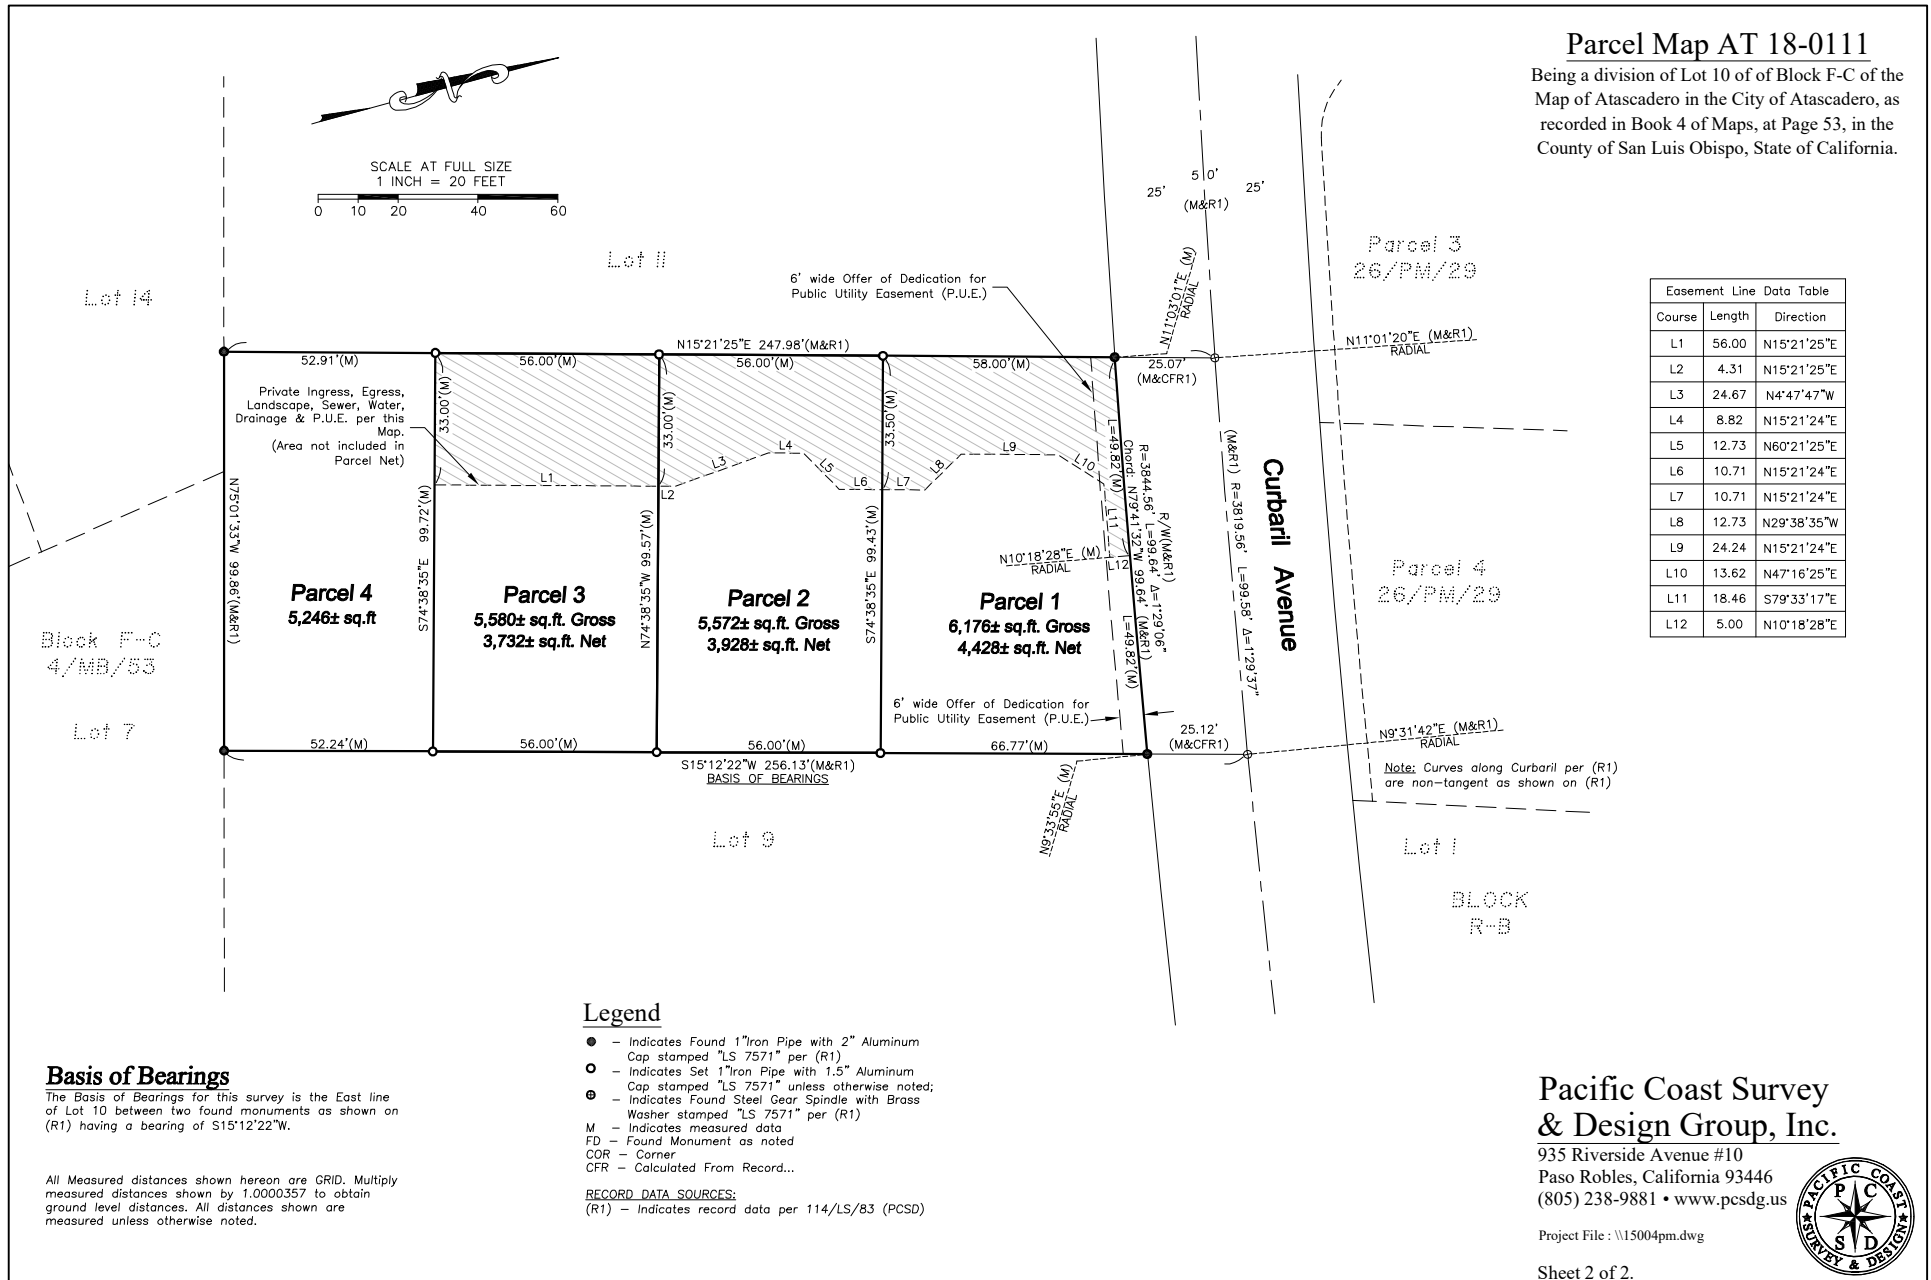 Parcel Map AT 18-0111
Being a division of Lot 10 of of Block F-C of the
Map of Atascadero in the City of Atascadero, as
recorded in Book 4 of Maps, at Page 53, in the
County of San Luis Obispo, State of California.
SCALE AT FULL SIZE
1 INCH = 20 FEET
0 10 20 40 60
Lot 14
Lot 11
25' 50' 25'
(M&R1)
Parcel 3
26/PM/29
6' wide Offer of Dedication for
Public Utility Easement (P.U.E.)
N11°03'01"E (M)
RADIAL
N11°01'20"E (M&R1)
RADIAL
N15°21'25"E 247.98'(M&R1)
52.91'(M)
56.00'(M)
56.00'(M)
58.00'(M)
25.07'
(M&CFR1)
Private Ingress, Egress,
Landscape, Sewer, Water,
Drainage & P.U.E. per this
Map.
(Area not included in
Parcel Net)
33.00'(M)
33.00'(M)
33.50'(M)
L1
L2
L3
L4
L5
L6
L7
L8
L9
L10
L11
L12
N75°01'33"W 99.86'(M&R1)
S74°38'35"E 99.72'(M)
N74°38'35"W 99.57'(M)
S74°38'35"E 99.43'(M)
L=49.82'(M)
L=49.82'(M)
Chord: N79°41'32"W 99.64' (M&R1)
R=3844.56' L=99.64' Δ=1°29'06"
R/W(M&R1)
(M&R1) R=3819.56' L=99.58' Δ=1°29'37"
Curbaril Avenue
N10°18'28"E (M)
RADIAL
Parcel 4
5,246± sq.ft
Parcel 3
5,580± sq.ft. Gross
3,732± sq.ft. Net
Parcel 2
5,572± sq.ft. Gross
3,928± sq.ft. Net
Parcel 1
6,176± sq.ft. Gross
4,428± sq.ft. Net
Parcel 4
26/PM/29
Block F-C
4/MB/53
Lot 7
6' wide Offer of Dedication for
Public Utility Easement (P.U.E.)
52.24'(M)
56.00'(M)
56.00'(M)
66.77'(M)
25.12'
(M&CFR1)
S15°12'22"W 256.13'(M&R1)
BASIS OF BEARINGS
N9°33'55"E (M)
RADIAL
N9°31'42"E (M&R1)
RADIAL
Note: Curves along Curbaril per (R1)
are non-tangent as shown on (R1)
Lot 9
Lot 1
BLOCK
R-B
Easement Line Data Table
Course Length Direction
L1 56.00 N15°21'25"E
L2 4.31 N15°21'25"E
L3 24.67 N4°47'47"W
L4 8.82 N15°21'24"E
L5 12.73 N60°21'25"E
L6 10.71 N15°21'24"E
L7 10.71 N15°21'24"E
L8 12.73 N29°38'35"W
L9 24.24 N15°21'24"E
L10 13.62 N47°16'25"E
L11 18.46 S79°33'17"E
L12 5.00 N10°18'28"E
Basis of Bearings
The Basis of Bearings for this survey is the East line
of Lot 10 between two found monuments as shown on
(R1) having a bearing of S15°12'22"W.
All Measured distances shown hereon are GRID. Multiply
measured distances shown by 1.0000357 to obtain
ground level distances. All distances shown are
measured unless otherwise noted.
Legend
– Indicates Found 1"Iron Pipe with 2" Aluminum
Cap stamped "LS 7571" per (R1)
– Indicates Set 1"Iron Pipe with 1.5" Aluminum
Cap stamped "LS 7571" unless otherwise noted;
– Indicates Found Steel Gear Spindle with Brass
Washer stamped "LS 7571" per (R1)
M – Indicates measured data
FD – Found Monument as noted
COR – Corner
CFR – Calculated From Record...
RECORD DATA SOURCES:
(R1) – Indicates record data per 114/LS/83 (PCSD)
Pacific Coast Survey
& Design Group, Inc.
935 Riverside Avenue #10
Paso Robles, California 93446
(805) 238-9881 • www.pcsdg.us
Project File : \\15004pm.dwg
Sheet 2 of 2.
PACIFIC COAST
SURVEY & DESIGN
P C
S D